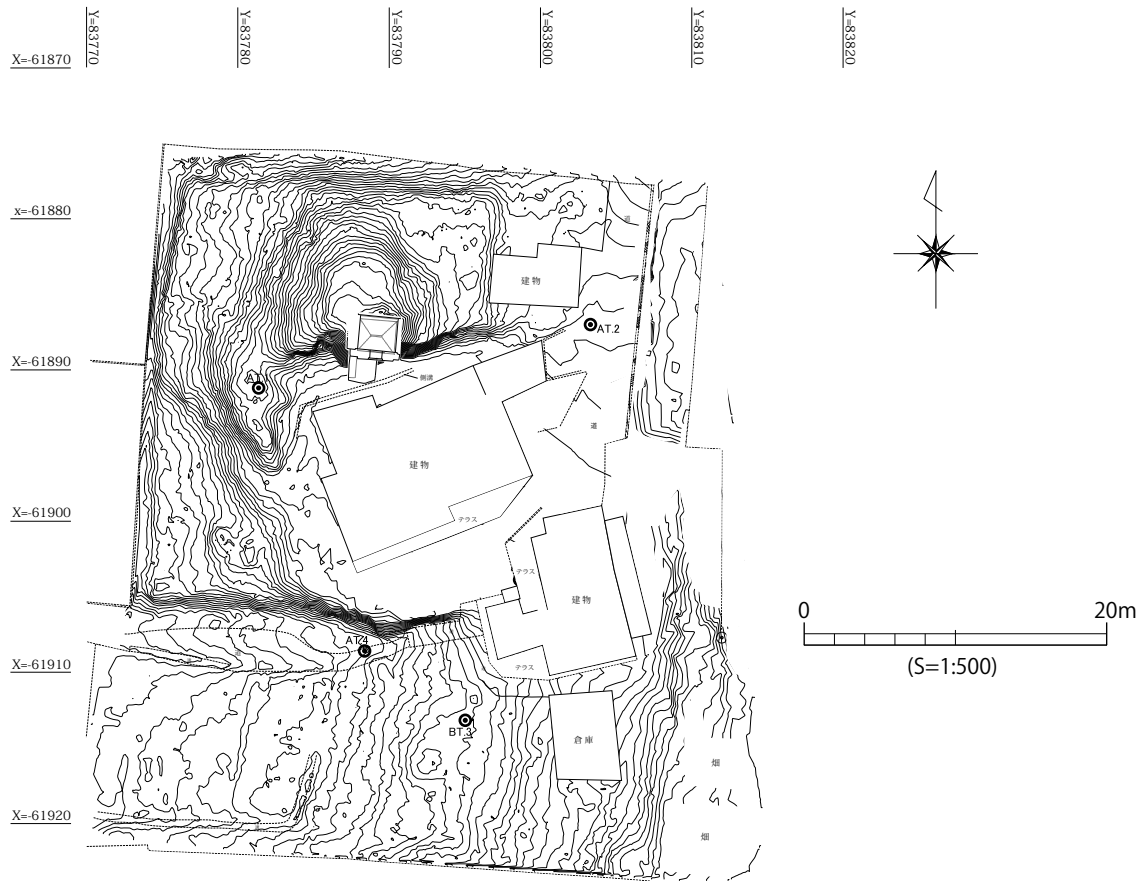 Y=83770
Y=83780
Y=83790
Y=83800
Y=83810
Y=83820
X=-61870
x=-61880
X=-61890
X=-61900
X=-61910
X=-61920
道
建物
AT.2
側溝
道
建物
テラス
テラス
建物
テラス
AT.4
BT.3
倉庫
畑
畑
0 20m
(S=1:500)